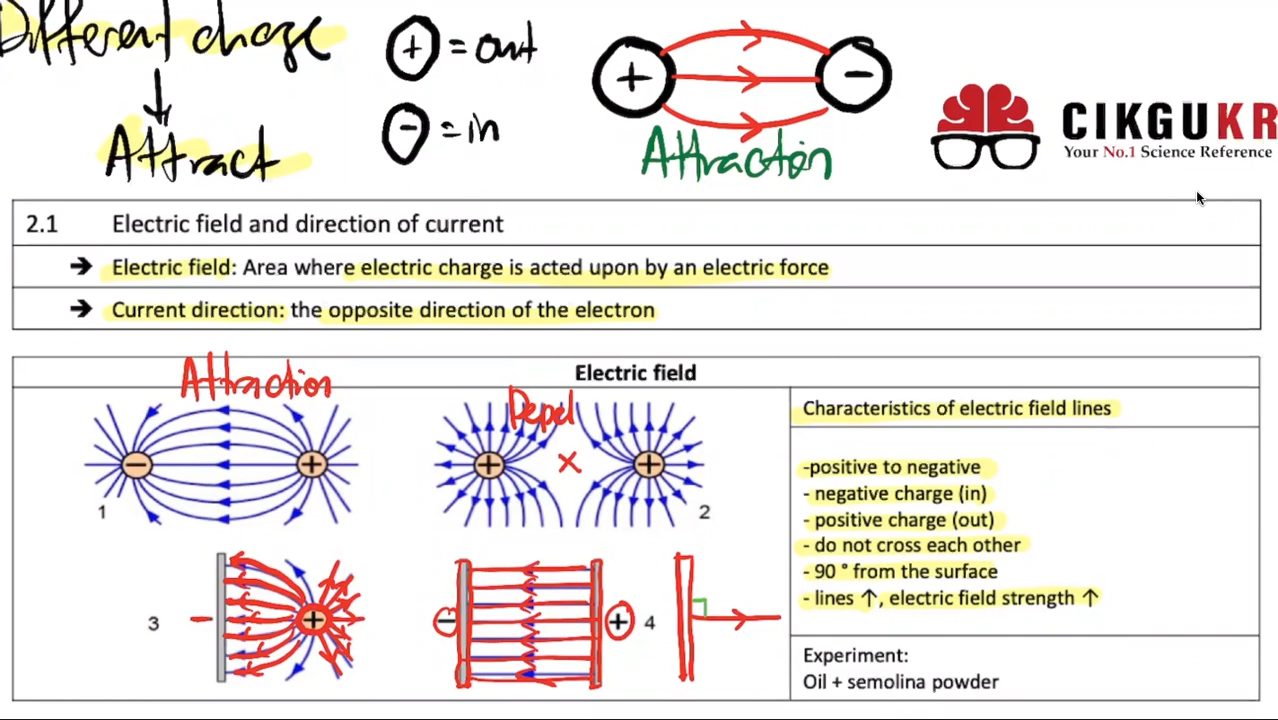 Different charge
Attract
+ = out
- = in
+ -
Attraction
CIKGUKR
Your No.1 Science Reference
2.1 Electric field and direction of current
→ Electric field: Area where electric charge is acted upon by an electric force
→ Current direction: the opposite direction of the electron
Electric field
Attraction
- +
1
Repel
+ × +
2
3 - +
- + 4
Characteristics of electric field lines
-positive to negative
- negative charge (in)
- positive charge (out)
- do not cross each other
- 90 ° from the surface
- lines ↑, electric field strength ↑
Experiment:
Oil + semolina powder